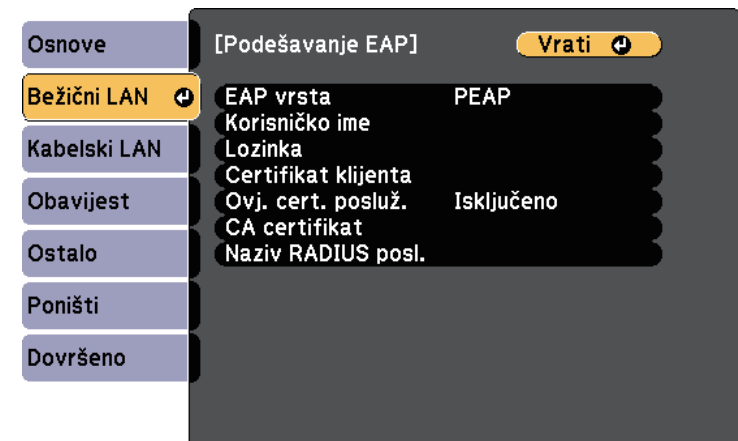 Osnove
Bežični LAN
Kabelski LAN
Obavijest
Ostalo
Poništi
Dovršeno
[Podešavanje EAP]
Vrati
EAP vrsta PEAP
Korisničko ime
Lozinka
Certifikat klijenta
Ovj. cert. posluž. Isključeno
CA certifikat
Naziv RADIUS posl.